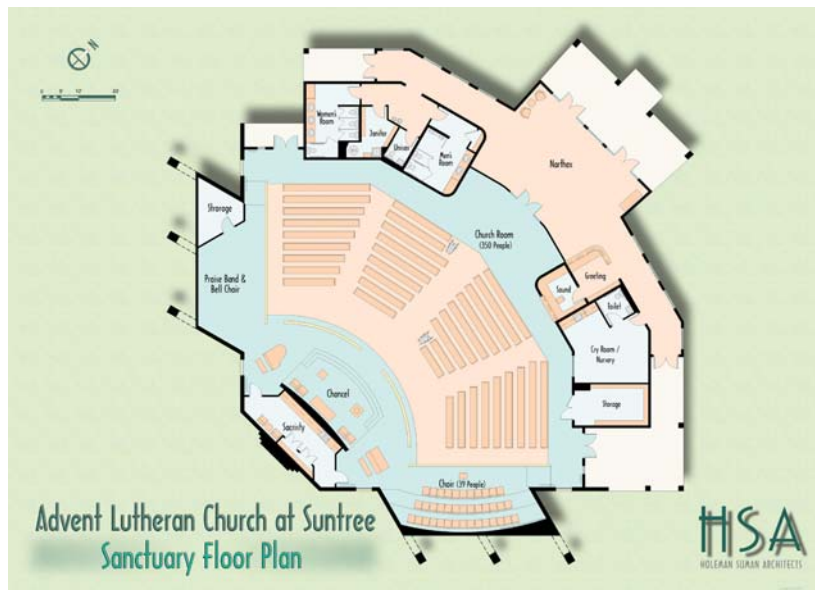 N
Women's
Room
Janitor
Unisex
Men's
Room
Narthex
Storage
Church Room
(350 People)
Praise Band &
Bell Choir
Sound
Greeting
Toilet
Cry Room /
Nursery
Chancel
Storage
Sacristy
Choir (39 People)
Advent Lutheran Church at Suntree
Sanctuary Floor Plan
HSA
HOLEMAN SUMAN ARCHITECTS